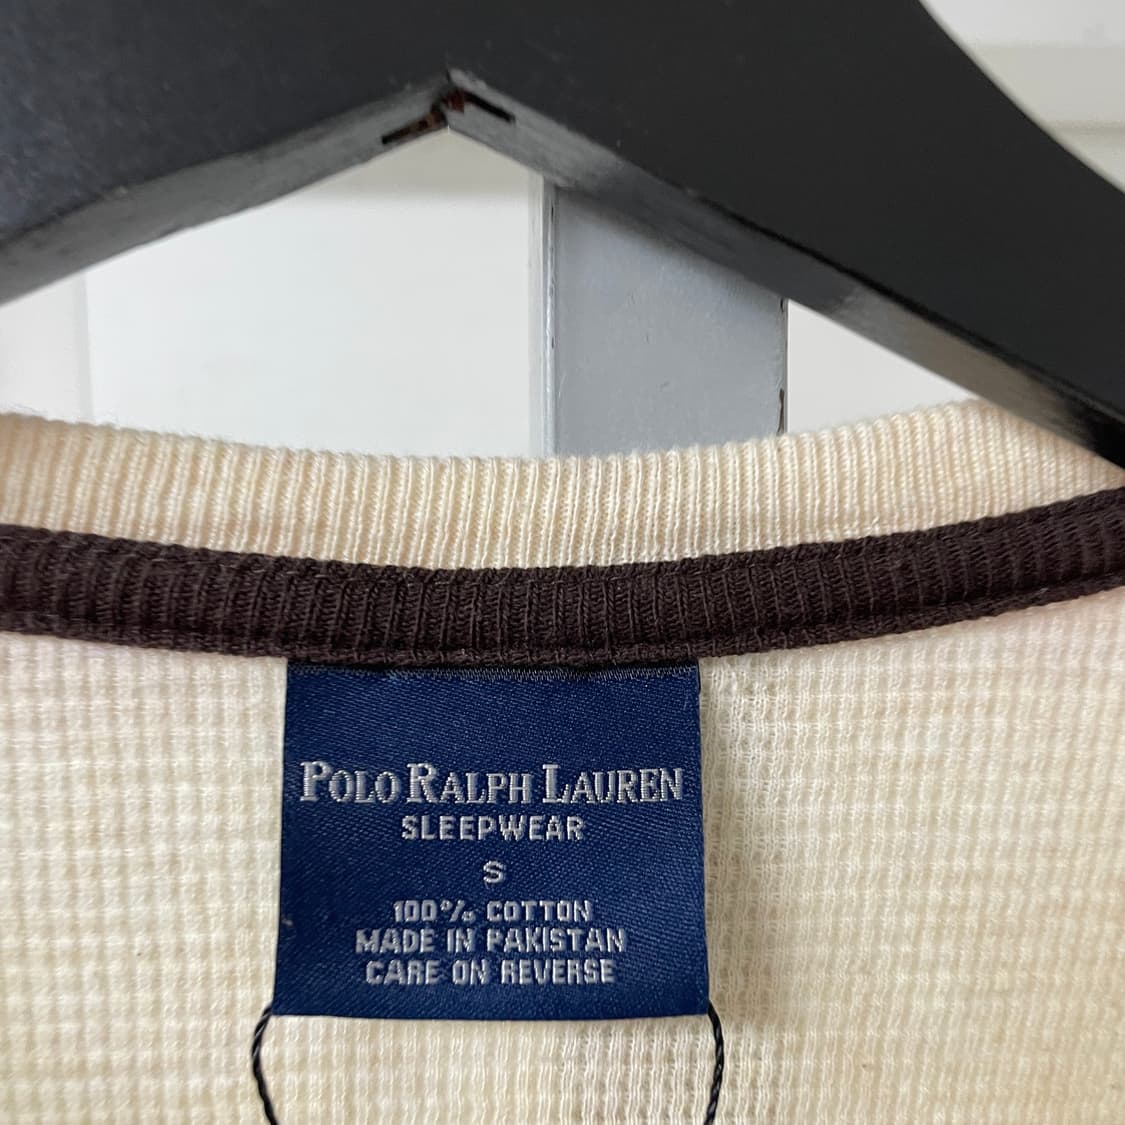 POLO RALPH LAUREN
SLEEPWEAR
S
100% COTTON
MADE IN PAKISTAN
CARE ON REVERSE